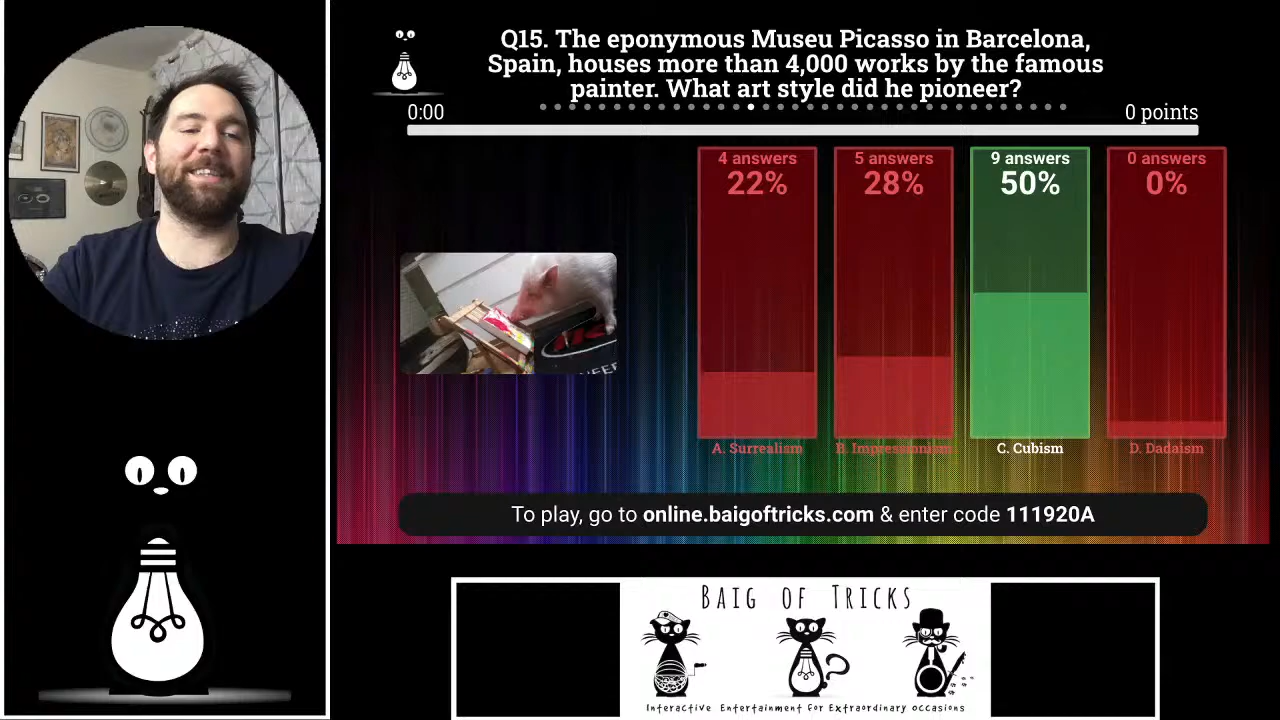 Q15. The eponymous Museu Picasso in Barcelona,
Spain, houses more than 4,000 works by the famous
painter. What art style did he pioneer?
0:00
0 points
4 answers
22%
5 answers
28%
9 answers
50%
0 answers
0%
A. Surrealism
B. Impressionism
C. Cubism
D. Dadaism
To play, go to online.baigoftricks.com & enter code 111920A
BAIG OF TRICKS
Interactive Entertainment for Extraordinary Occasions